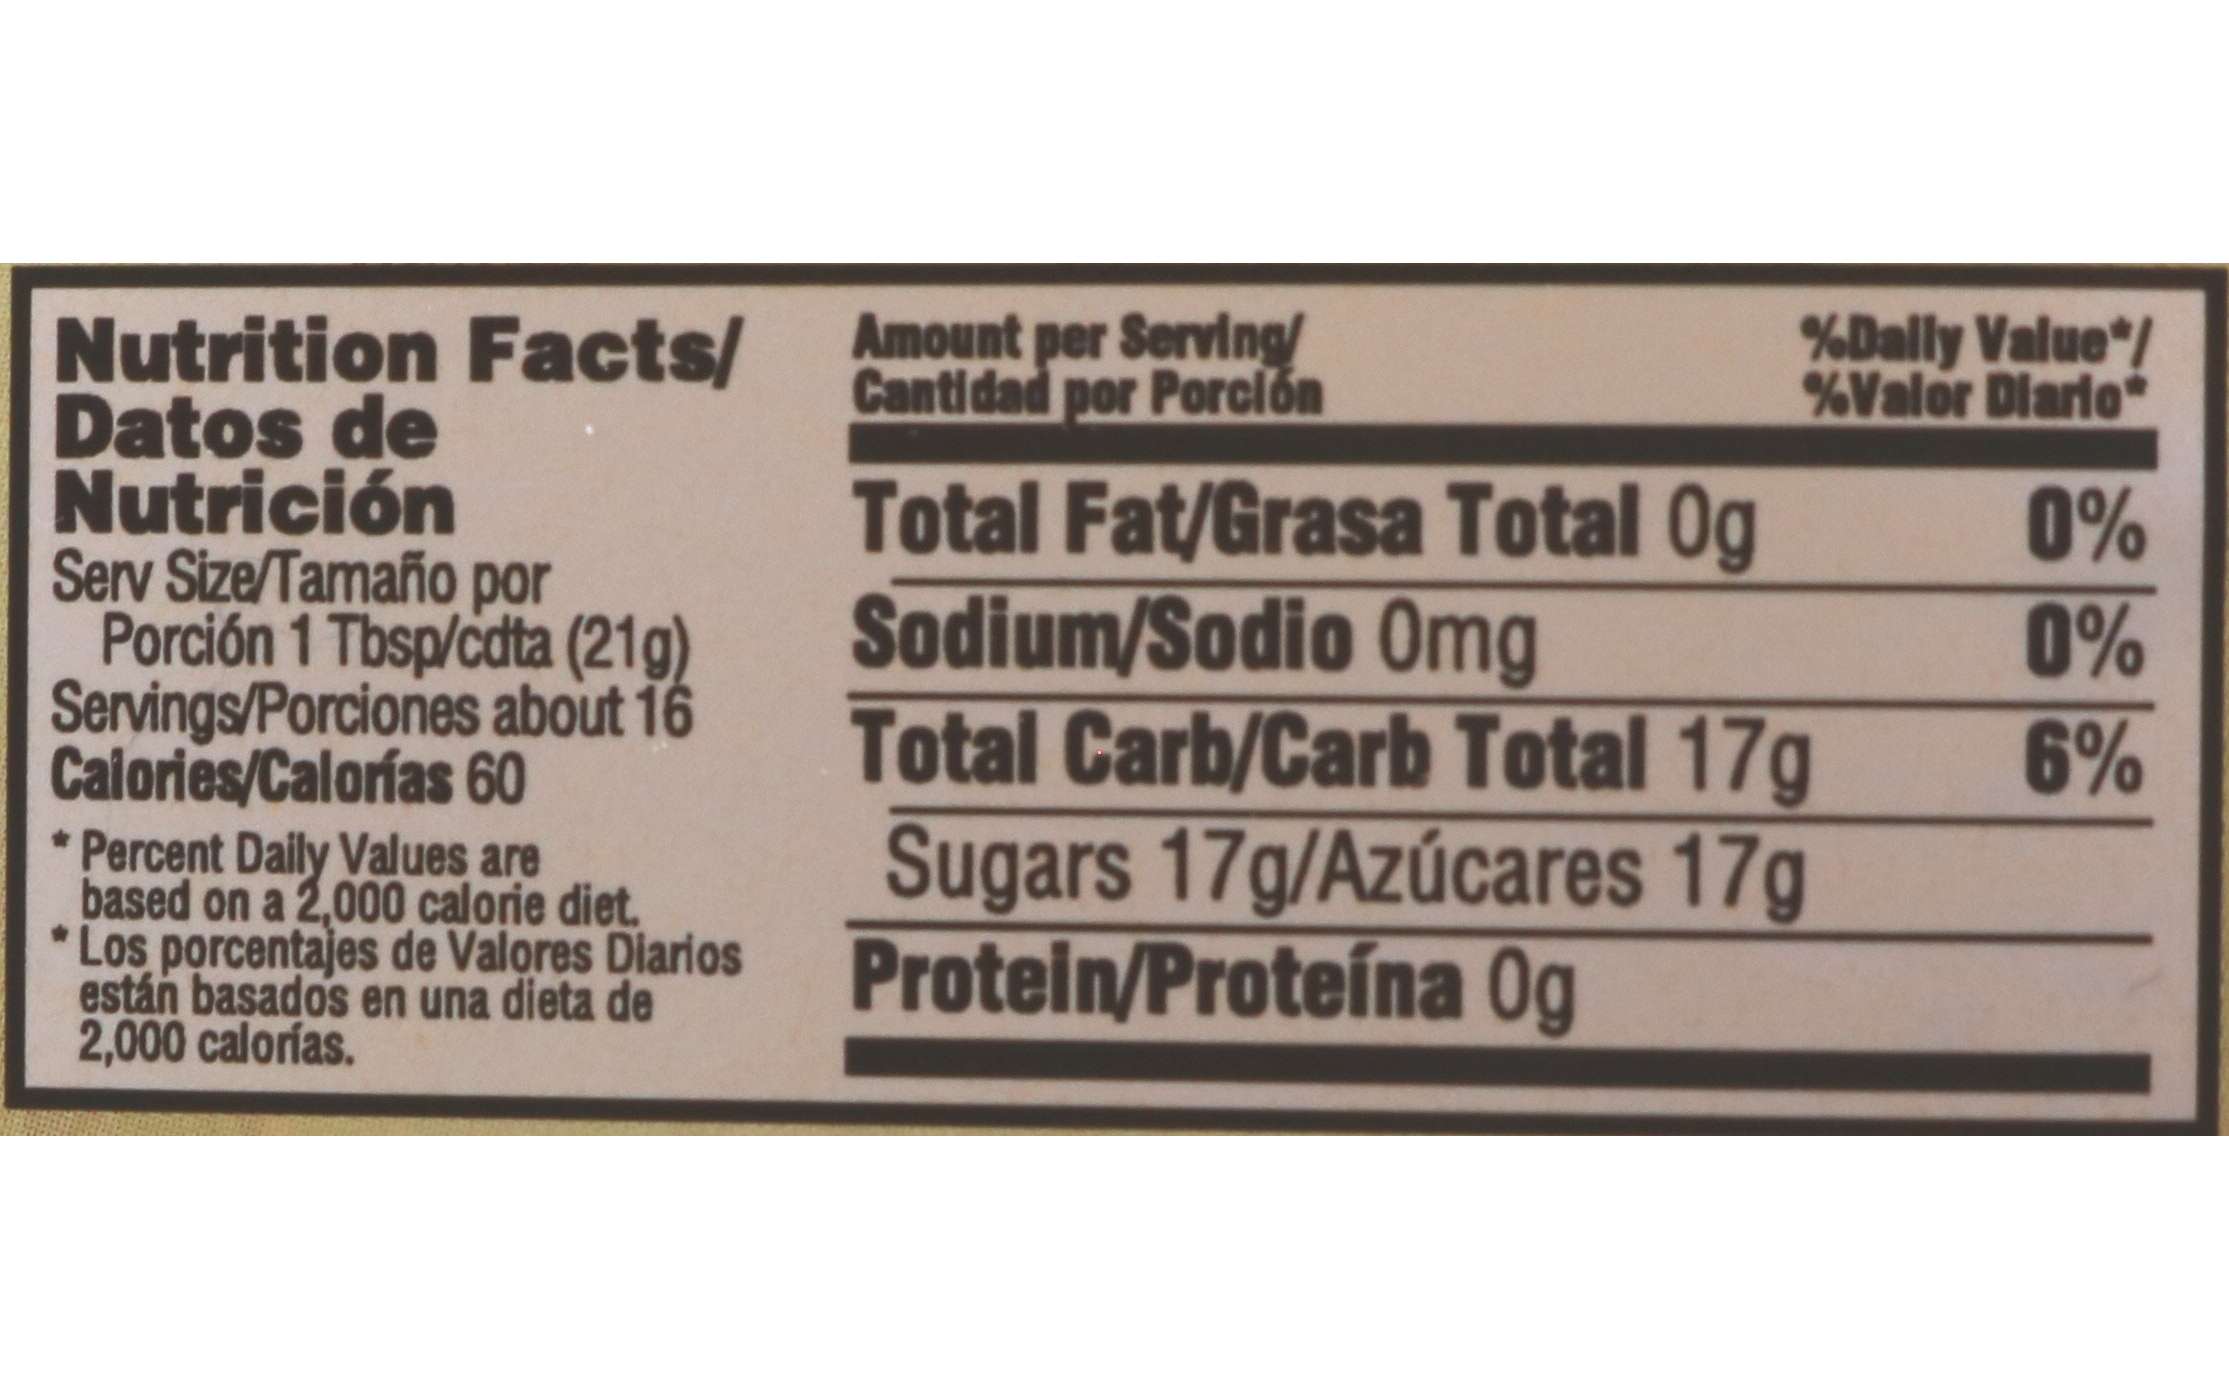 Nutrition Facts/
Datos de
Nutrición
Serv Size/Tamaño por
Porción 1 Tbsp/cdta (21g)
Servings/Porciones about 16
Calories/Calorías 60
* Percent Daily Values are
based on a 2,000 calorie diet.
* Los porcentajes de Valores Diarios
están basados en una dieta de
2,000 calorías.
Amount per Serving/ %Daily Value*/
Cantidad por Porción %Valor Diario*
Total Fat/Grasa Total 0g 0%
Sodium/Sodio 0mg 0%
Total Carb/Carb Total 17g 6%
Sugars 17g/Azúcares 17g
Protein/Proteína 0g